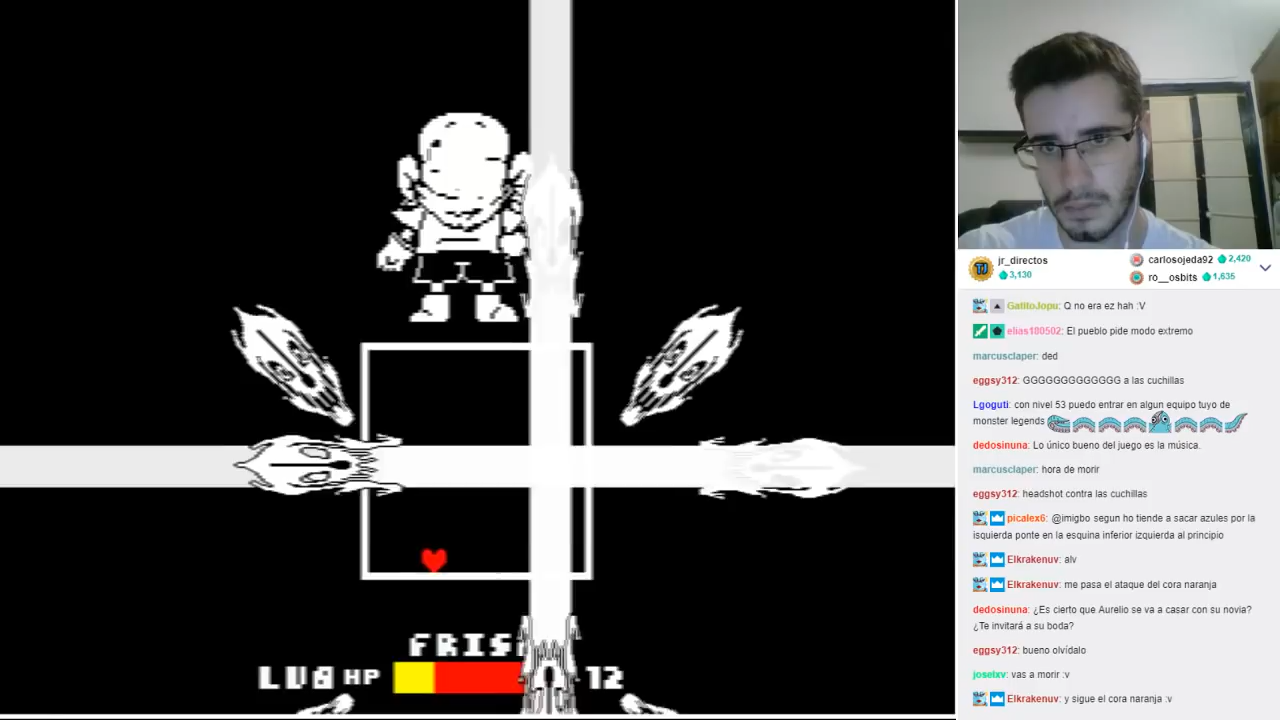 FRIS
LV8 HP 12
TJ
jr_directos
3,130
carlosojeda92 2,420
ro__osbits 1,635
GatitoJopu: Q no era ez hah :V
elias180502: El pueblo pide modo extremo
marcusclaper: ded
eggsy312: GGGGGGGGGGGGG a las cuchillas
Lgoguti: con nivel 53 puedo entrar en algun equipo tuyo de
monster legends
dedosinuna: Lo único bueno del juego es la música.
marcusclaper: hora de morir
eggsy312: headshot contra las cuchillas
picalex6: @imigbo segun ho tiende a sacar azules por la
isquierda ponte en la esquina inferior izquierda al principio
Elkrakenuv: alv
Elkrakenuv: me pasa el ataque del cora naranja
dedosinuna: ¿Es cierto que Aurelio se va a casar con su novia?
¿Te invitará a su boda?
eggsy312: bueno olvídalo
joselxv: vas a morir :v
Elkrakenuv: y sigue el cora naranja :v